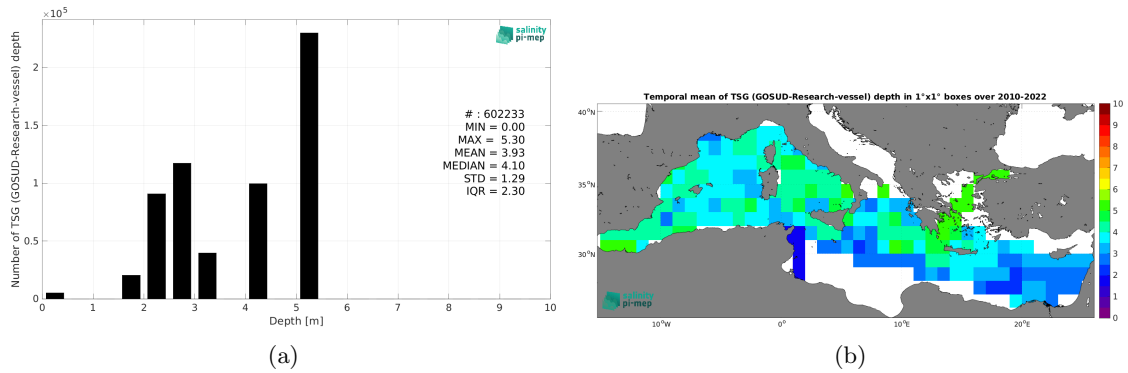 ×10⁵
salinity
pi-mep
Number of TSG (GOSUD-Research-vessel) depth
2
1.5
1
0.5
0
# : 602233
MIN = 0.00
MAX = 5.30
MEAN = 3.93
MEDIAN = 4.10
STD = 1.29
IQR = 2.30
0 1 2 3 4 5 6 7 8 9 10
Depth [m]
(a)
Temporal mean of TSG (GOSUD-Research-vessel) depth in 1°x1° boxes over 2010-2022
40°N
35°N
30°N
10°W 0° 10°E 20°E
salinity
pi-mep
10
9
8
7
6
5
4
3
2
1
0
(b)